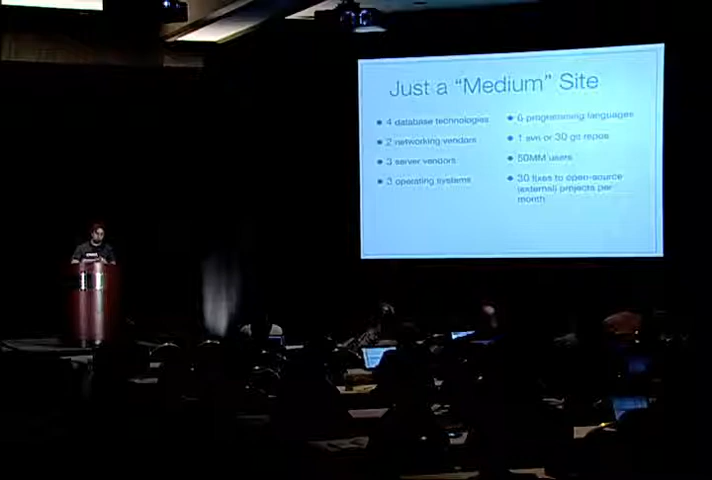 Just a “Medium” Site
4 database technologies
2 networking vendors
3 server vendors
3 operating systems
6 programming languages
1 svn or 30 git repos
50MM users
30 fixes to open-source
(external) projects per
month